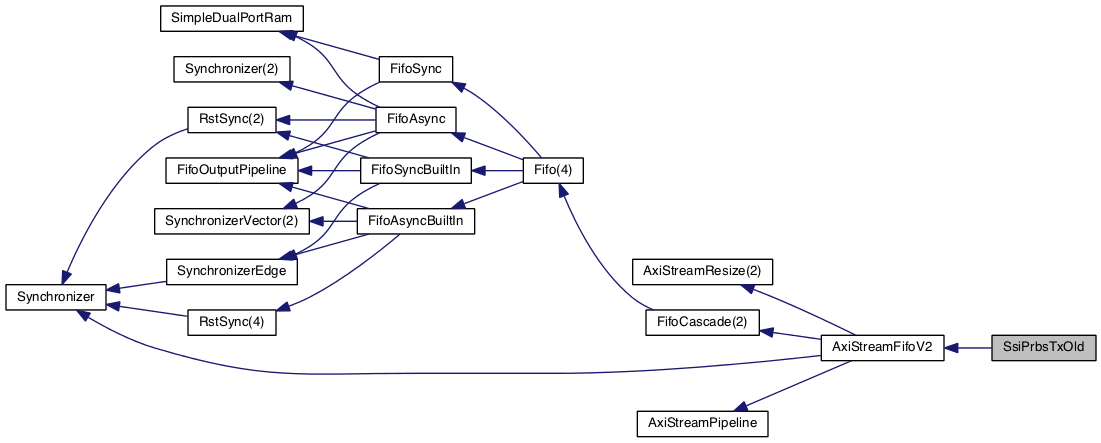 SimpleDualPortRam
Synchronizer(2)
FifoSync
RstSync(2)
FifoAsync
FifoOutputPipeline
FifoSyncBuiltIn
Fifo(4)
SynchronizerVector(2)
FifoAsyncBuiltIn
SynchronizerEdge
AxiStreamResize(2)
Synchronizer
RstSync(4)
FifoCascade(2)
AxiStreamFifoV2
SsiPrbsTxOld
AxiStreamPipeline